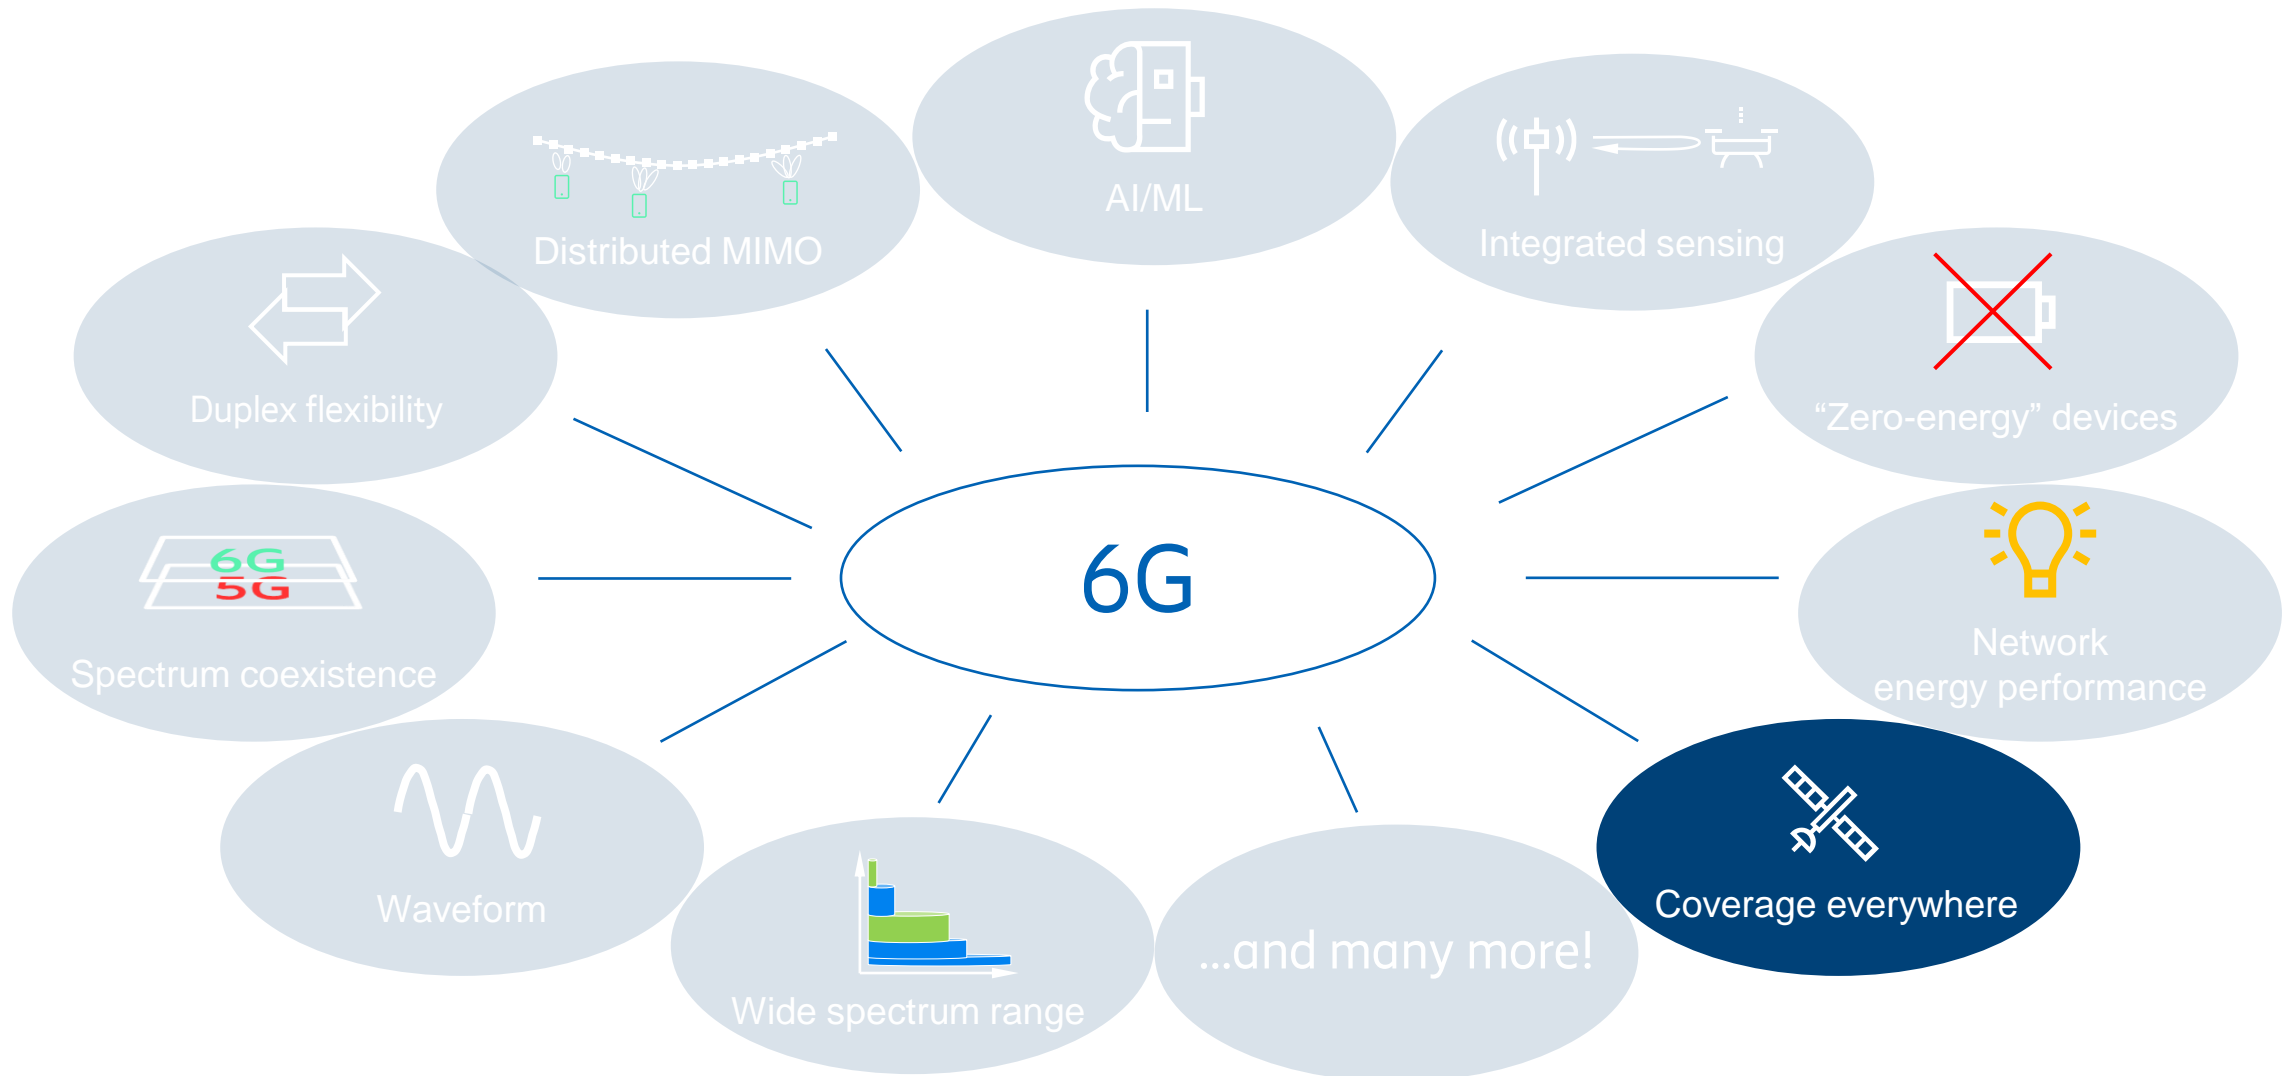 AI/ML
Distributed MIMO
Integrated sensing
Duplex flexibility
“Zero-energy” devices
6G
6G
5G
Spectrum coexistence
Network
energy performance
Waveform
Coverage everywhere
...and many more!
Wide spectrum range